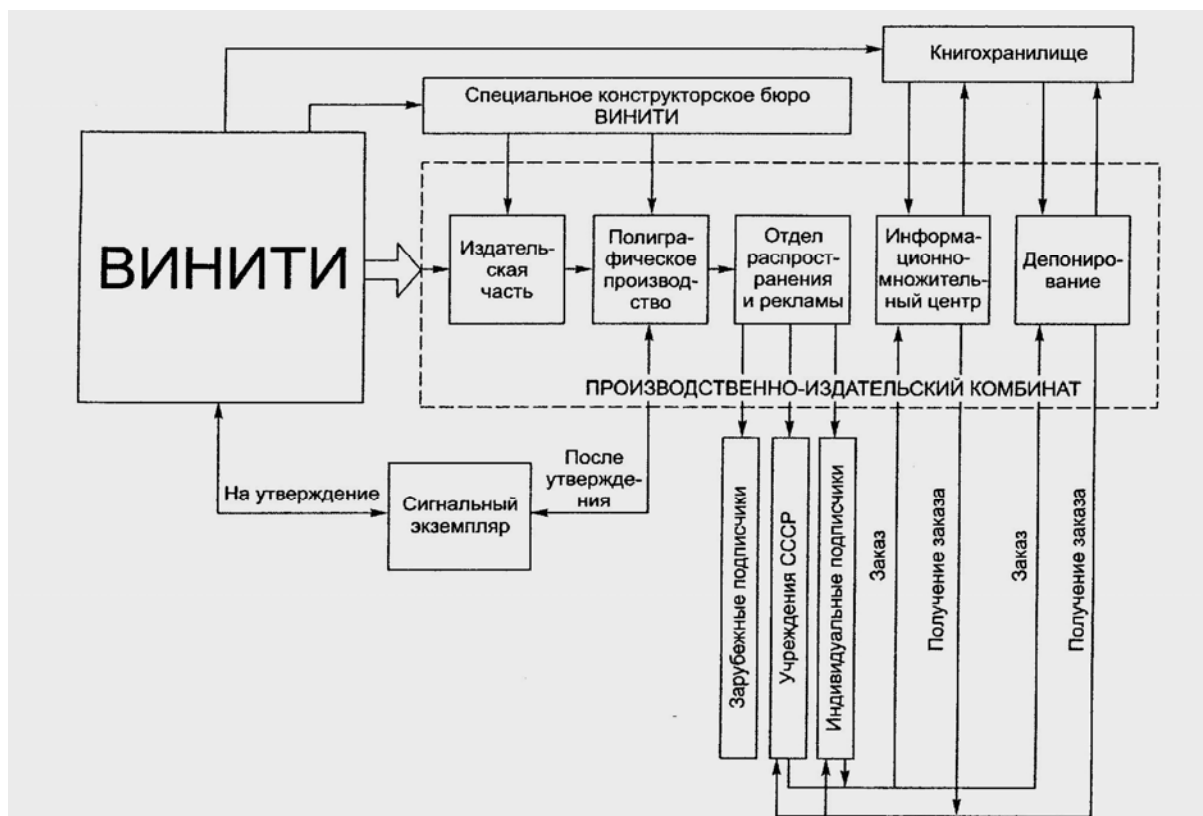 Книгохранилище
Специальное конструкторское бюро
ВИНИТИ
ВИНИТИ
Издатель-
ская
часть
Полигра-
фическое
производ-
ство
Отдел
распрост-
ранения
и рекламы
Информа-
ционно-
множитель-
ный центр
Депониро-
вание
ПРОИЗВОДСТВЕННО-ИЗДАТЕЛЬСКИЙ КОМБИНАТ
На утверждение
Сигнальный
экземпляр
После
утвержде-
ния
Зарубежные подписчики
Учреждения СССР
Индивидуальные подписчики
Заказ
Получение заказа
Заказ
Получение заказа